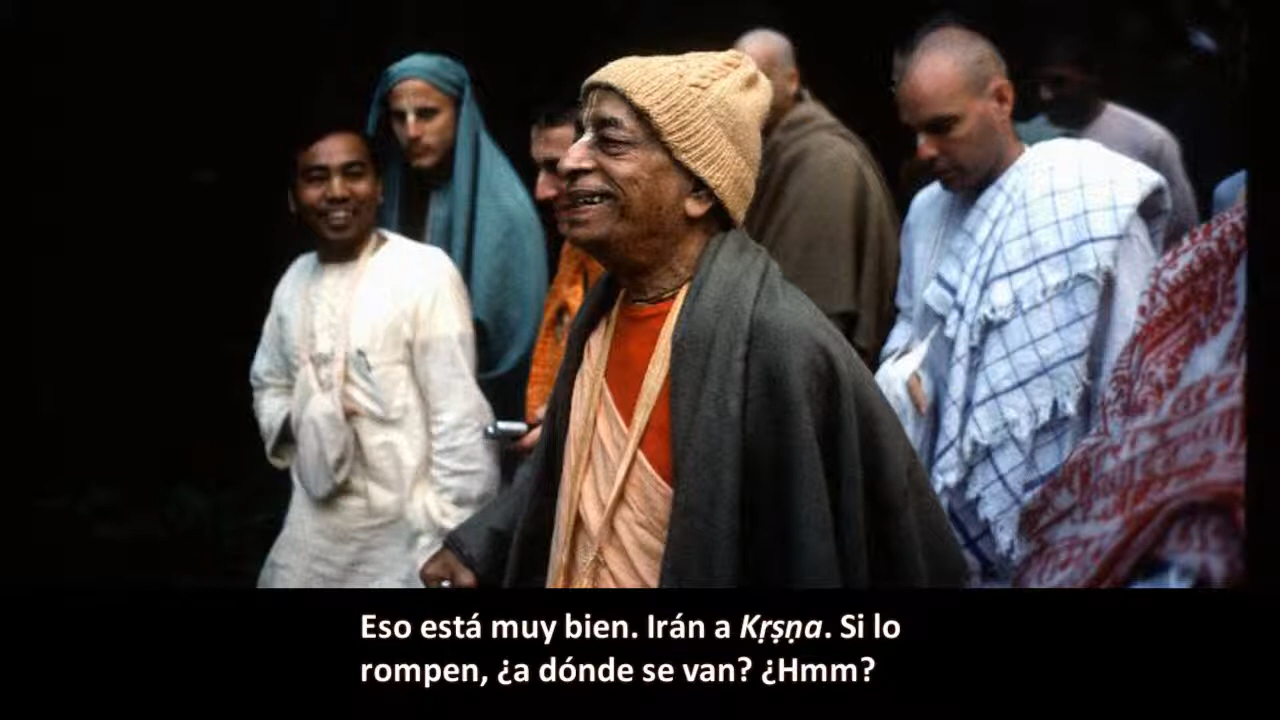 Eso está muy bien. Irán a Kṛṣṇa. Si lo
rompen, ¿a dónde se van? ¿Hmm?